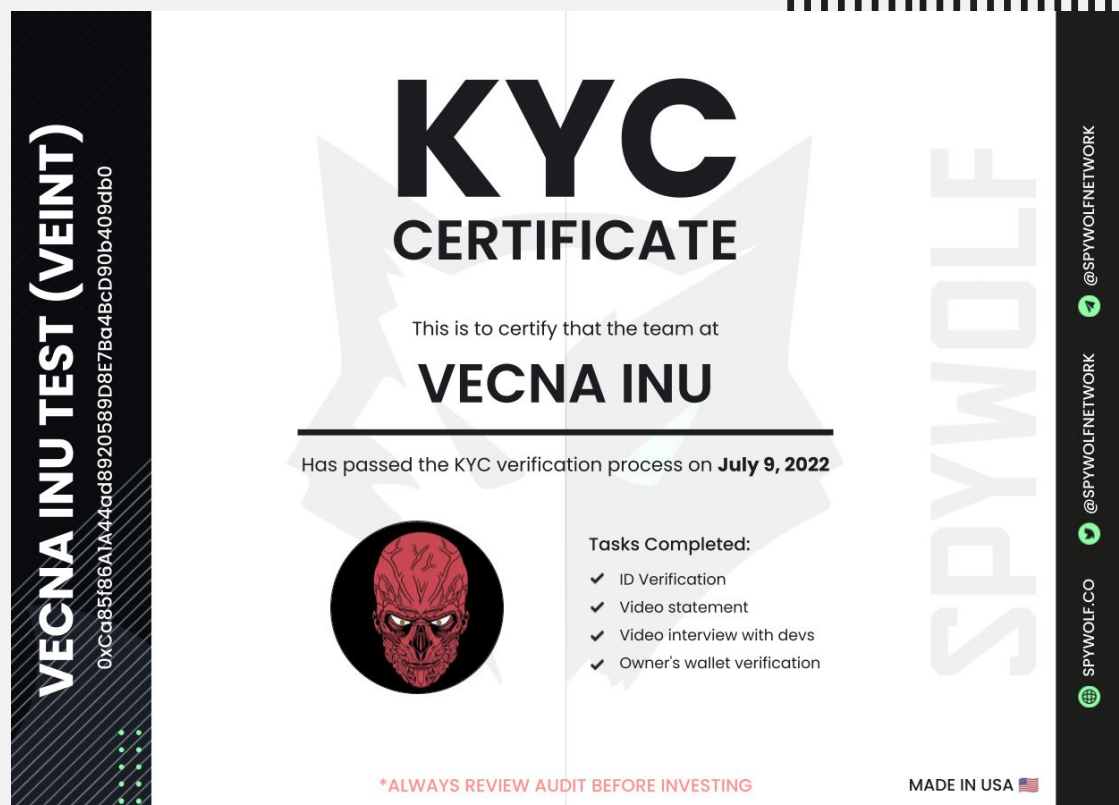 VECNA INU TEST (VEINT)
0xCa85f86A1A44ad8920589D8E7Ba4BcD90b409db0
KYC
CERTIFICATE
This is to certify that the team at
VECNA INU
Has passed the KYC verification process on July 9, 2022
Tasks Completed:
ID Verification
Video statement
Video interview with devs
Owner's wallet verification
*ALWAYS REVIEW AUDIT BEFORE INVESTING
MADE IN USA 🇺🇸
SPYWOLF
@SPYWOLFNETWORK
@SPYWOLFNETWORK
SPYWOLF.CO